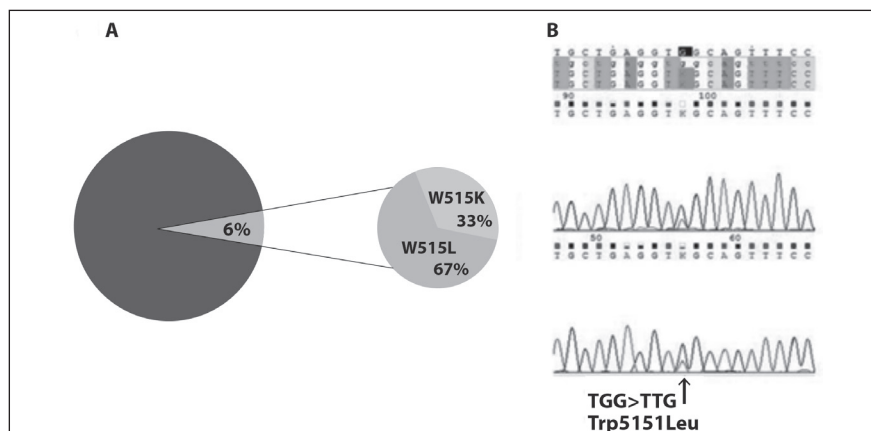 A
6%
W515K
33%
W515L
67%
B
T G C T G A G G T G G C A G T T T C C
90 100
T G C T G A G G T K G C A G T T T C C
50 60
T G C T G A G G T K G C A G T T T C C
TGG>TTG
Trp5151Leu